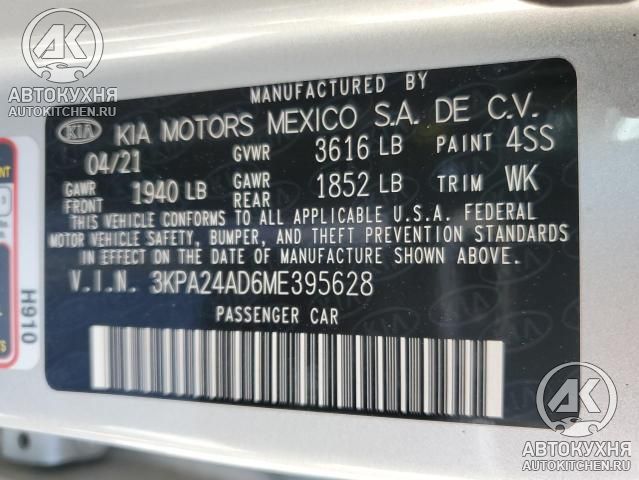 AK
АВТОКУХНЯ
AUTOKITCHEN.RU
MANUFACTURED BY
KIA KIA MOTORS MEXICO S.A. DE C.V.
04/21 GVWR 3616 LB PAINT 4SS
GAWR FRONT 1940 LB GAWR REAR 1852 LB TRIM WK
THIS VEHICLE CONFORMS TO ALL APPLICABLE U.S.A. FEDERAL
MOTOR VEHICLE SAFETY, BUMPER, AND THEFT PREVENTION STANDARDS
IN EFFECT ON THE DATE OF MANUFACTURE SHOWN ABOVE.
V.I.N. 3KPA24AD6ME395628
PASSENGER CAR
H910
AK
АВТОКУХНЯ
AUTOKITCHEN.RU